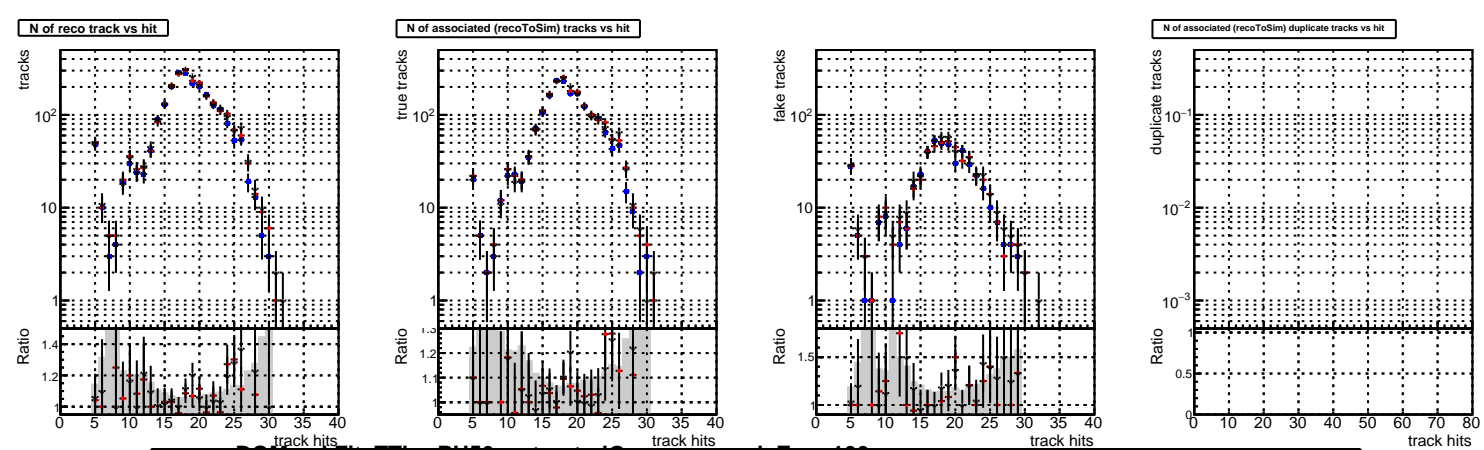 N of reco track vs hit
N of associated (recoToSim) tracks vs hit
N of associated (recoToSim) duplicate tracks vs hit
tracks
10²
10
1
Ratio
1.4
1.2
1
0 5 10 15 20 25 30 35 40
track hits
true tracks
10²
10
1
Ratio
1.3
1.2
1.1
0 5 10 15 20 25 30 35 40
track hits
fake tracks
10²
10
1
Ratio
1.5
1
0 5 10 15 20 25 30 35 40
track hits
duplicate tracks
10⁻¹
10⁻²
10⁻³
Ratio
1
0.5
0
0 10 20 30 40 50 60 70 80
track hits